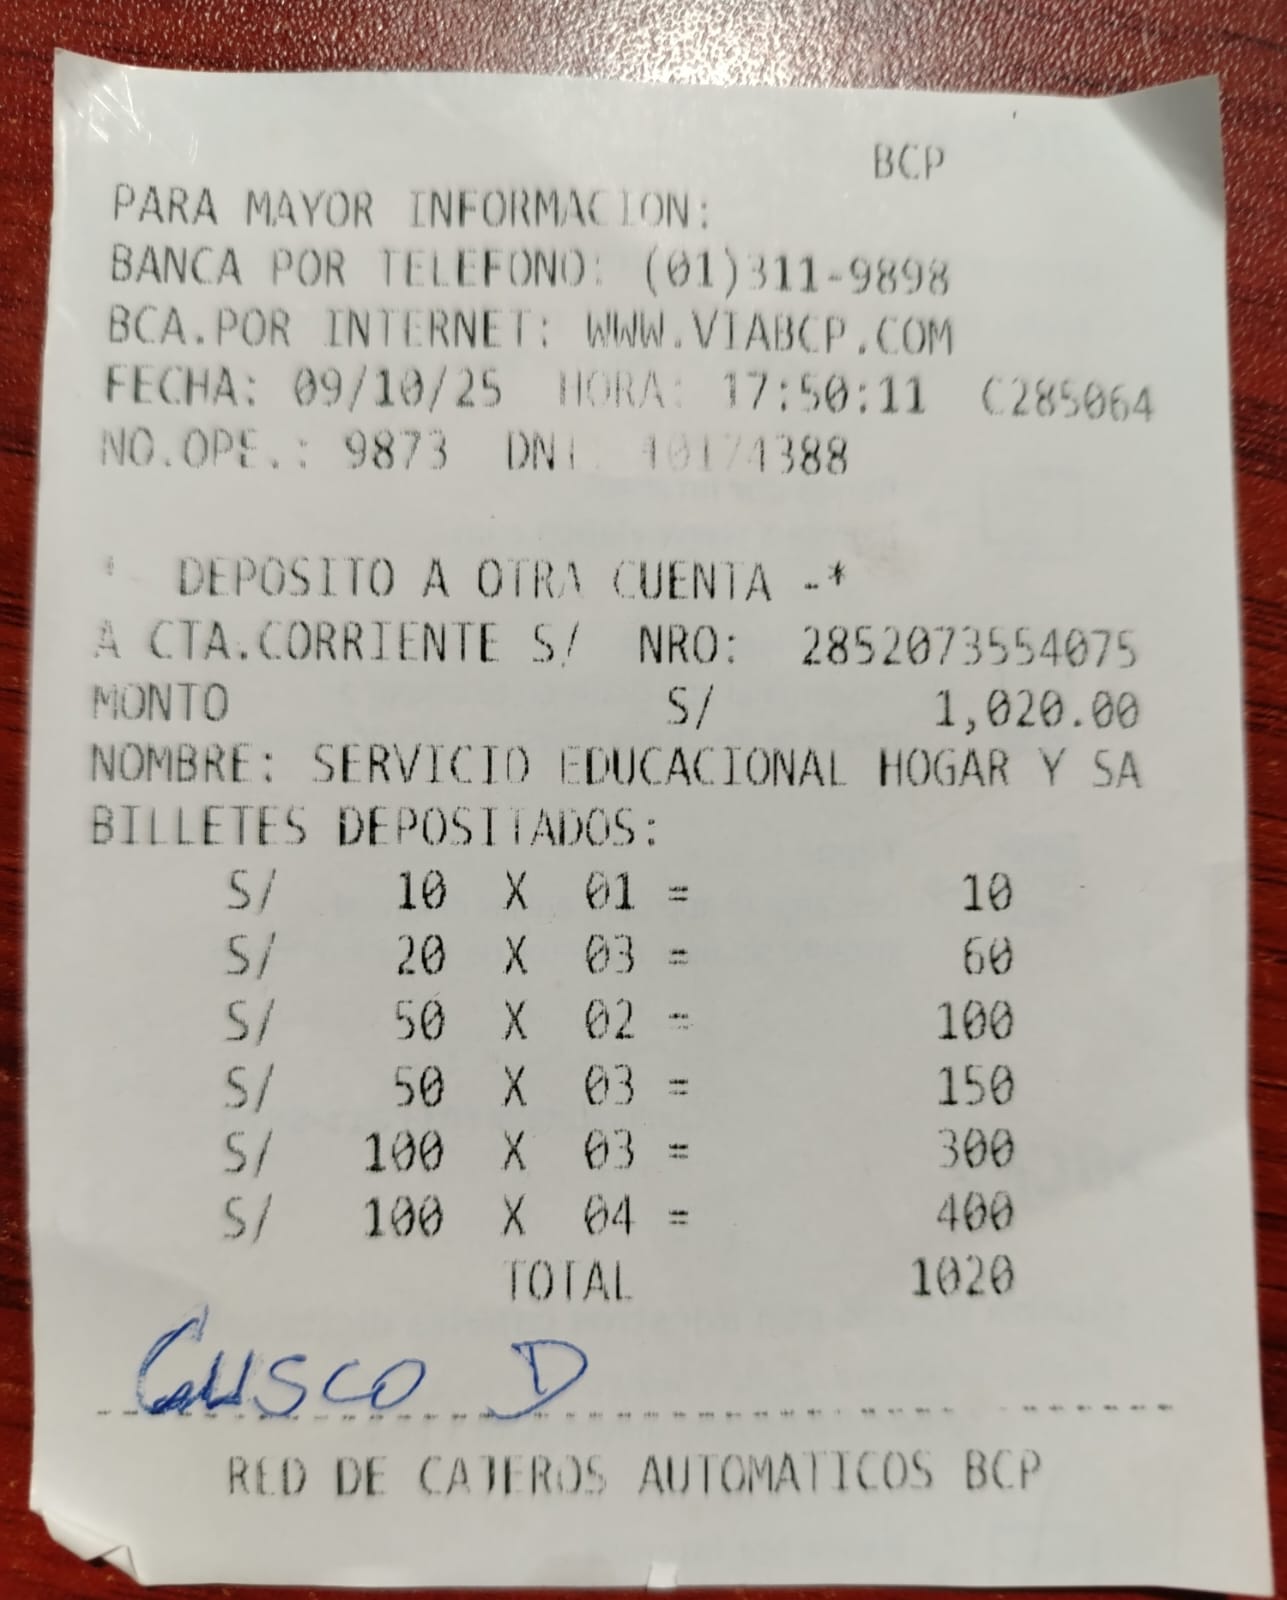 BCP
PARA MAYOR INFORMACION:
BANCA POR TELEFONO: (01)311-9898
BCA.POR INTERNET: WWW.VIABCP.COM
FECHA: 09/10/25 HORA: 17:50:11 C285064
NO.OPE.: 9873 DNI:
DEPOSITO A OTRA CUENTA -*
A CTA.CORRIENTE S/ NRO: 2852073554075
MONTO S/ 1,020.00
NOMBRE: SERVICIO EDUCACIONAL HOGAR Y SA
BILLETES DEPOSITADOS:
S/ 10 X 01 = 10
S/ 20 X 03 = 60
S/ 50 X 02 = 100
S/ 50 X 03 = 150
S/ 100 X 03 = 300
S/ 100 X 04 = 400
TOTAL 1020
CUSCO D
RED DE CAJEROS AUTOMATICOS BCP